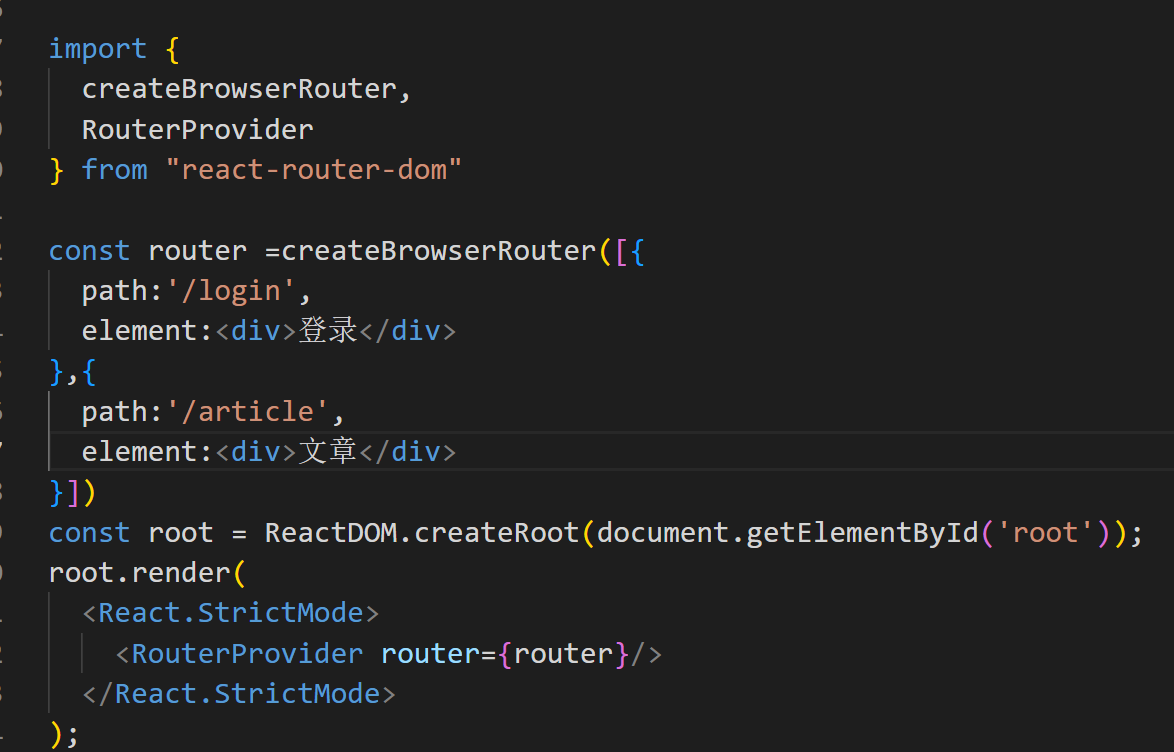 import {
  createBrowserRouter,
  RouterProvider
} from "react-router-dom"

const router =createBrowserRouter([{
  path:'/login',
  element:<div>登录</div>
},{
  path:'/article',
  element:<div>文章</div>
}])
const root = ReactDOM.createRoot(document.getElementById('root'));
root.render(
  <React.StrictMode>
    <RouterProvider router={router}/>
  </React.StrictMode>
);